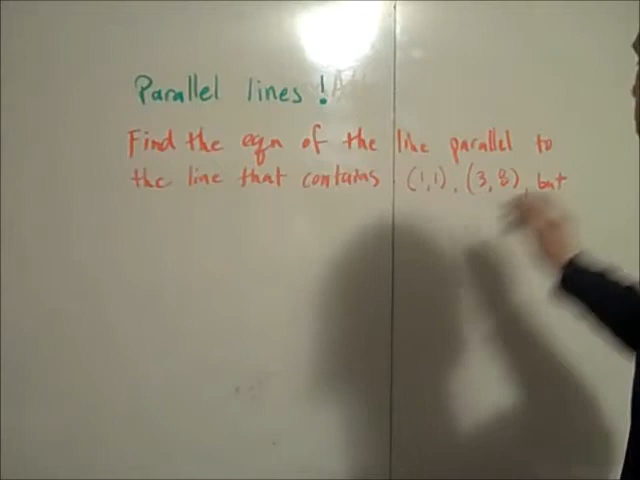 Parallel lines!
Find the eqn of the line parallel to
the line that contains (1,1), (3,8), but